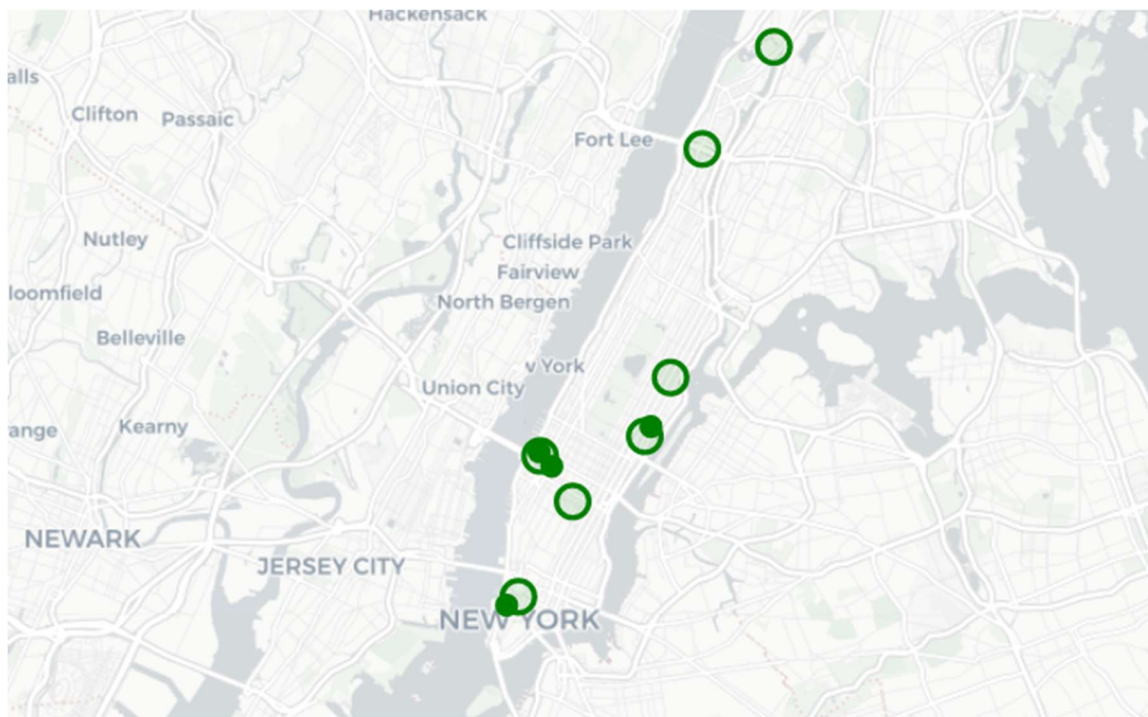 Hackensack
alls
Clifton
Passaic
Fort Lee
Nutley
Cliffside Park
Fairview
loomfield
North Bergen
Belleville
w York
Union City
ange
Kearny
NEWARK
JERSEY CITY
NEW YORK